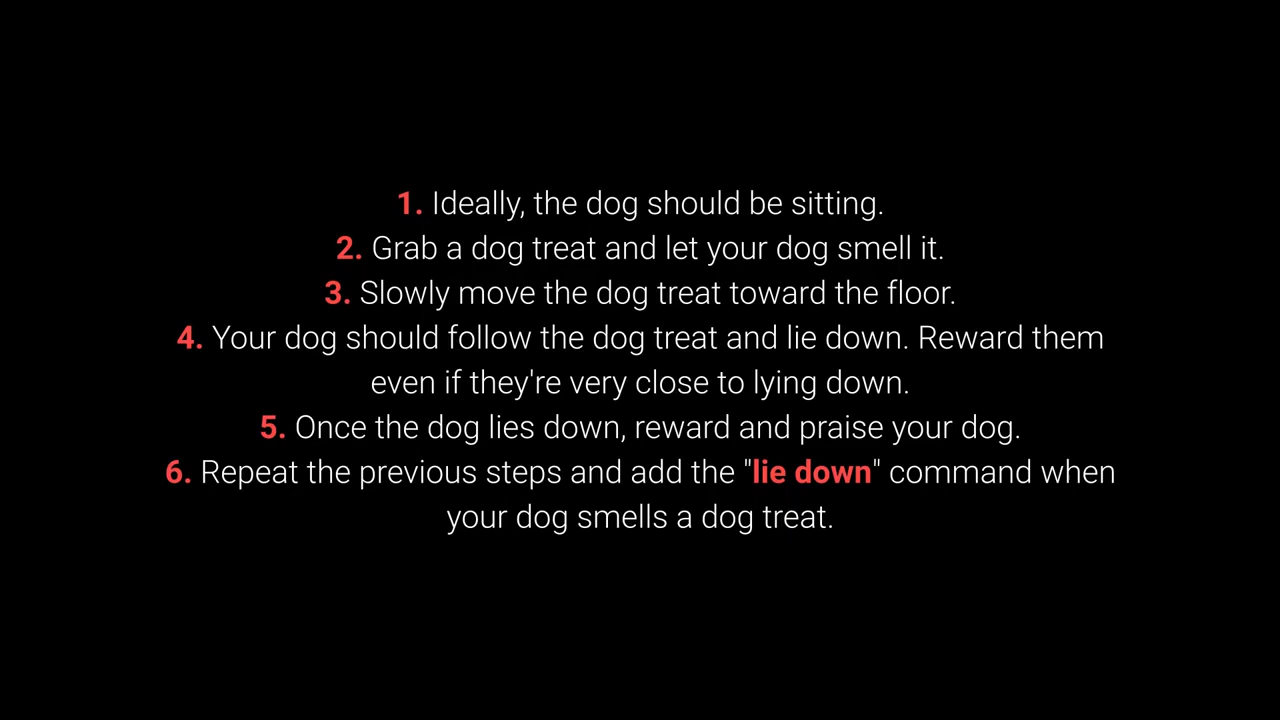 1. Ideally, the dog should be sitting.
2. Grab a dog treat and let your dog smell it.
3. Slowly move the dog treat toward the floor.
4. Your dog should follow the dog treat and lie down. Reward them
even if they're very close to lying down.
5. Once the dog lies down, reward and praise your dog.
6. Repeat the previous steps and add the "lie down" command when
your dog smells a dog treat.